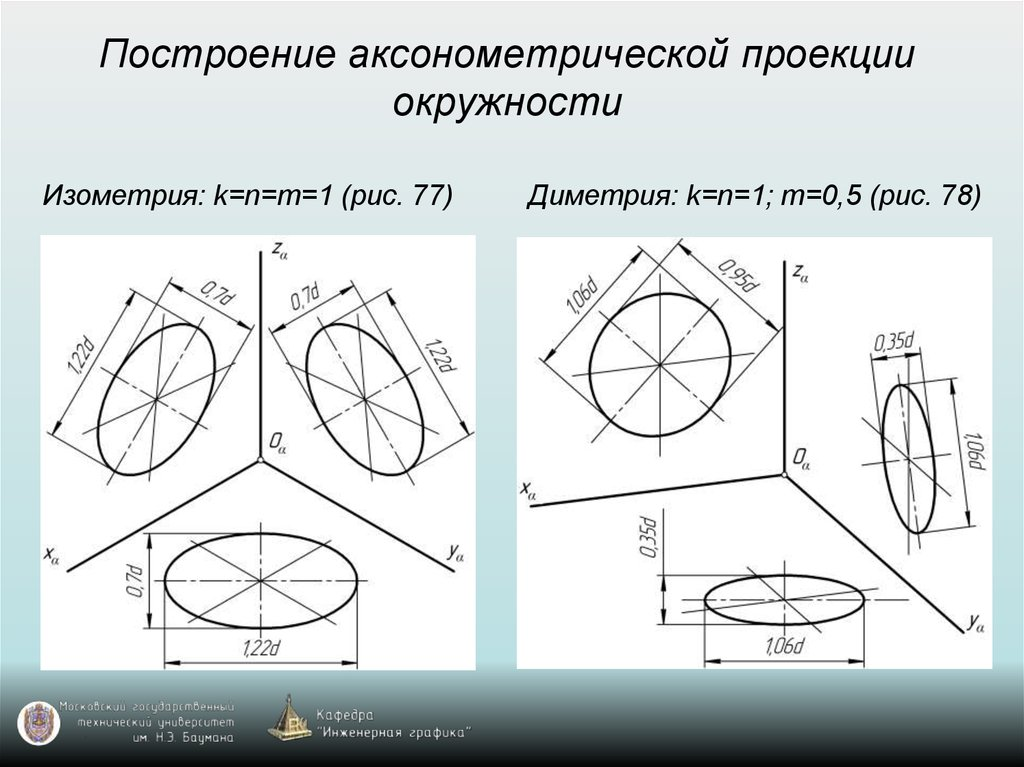 Построение аксонометрической проекции
окружности
Изометрия: k=n=m=1 (рис. 77)
Диметрия: k=n=1; m=0,5 (рис. 78)
zα
0,7d
0,7d
1,22d
1,22d
Oα
xα
yα
0,7d
1,22d
zα
1,06d
0,95d
0,35d
1,06d
Oα
xα
0,35d
yα
1,06d
Московский государственный
технический университет
им. Н.Э. Баумана
Кафедра
"Инженерная графика"